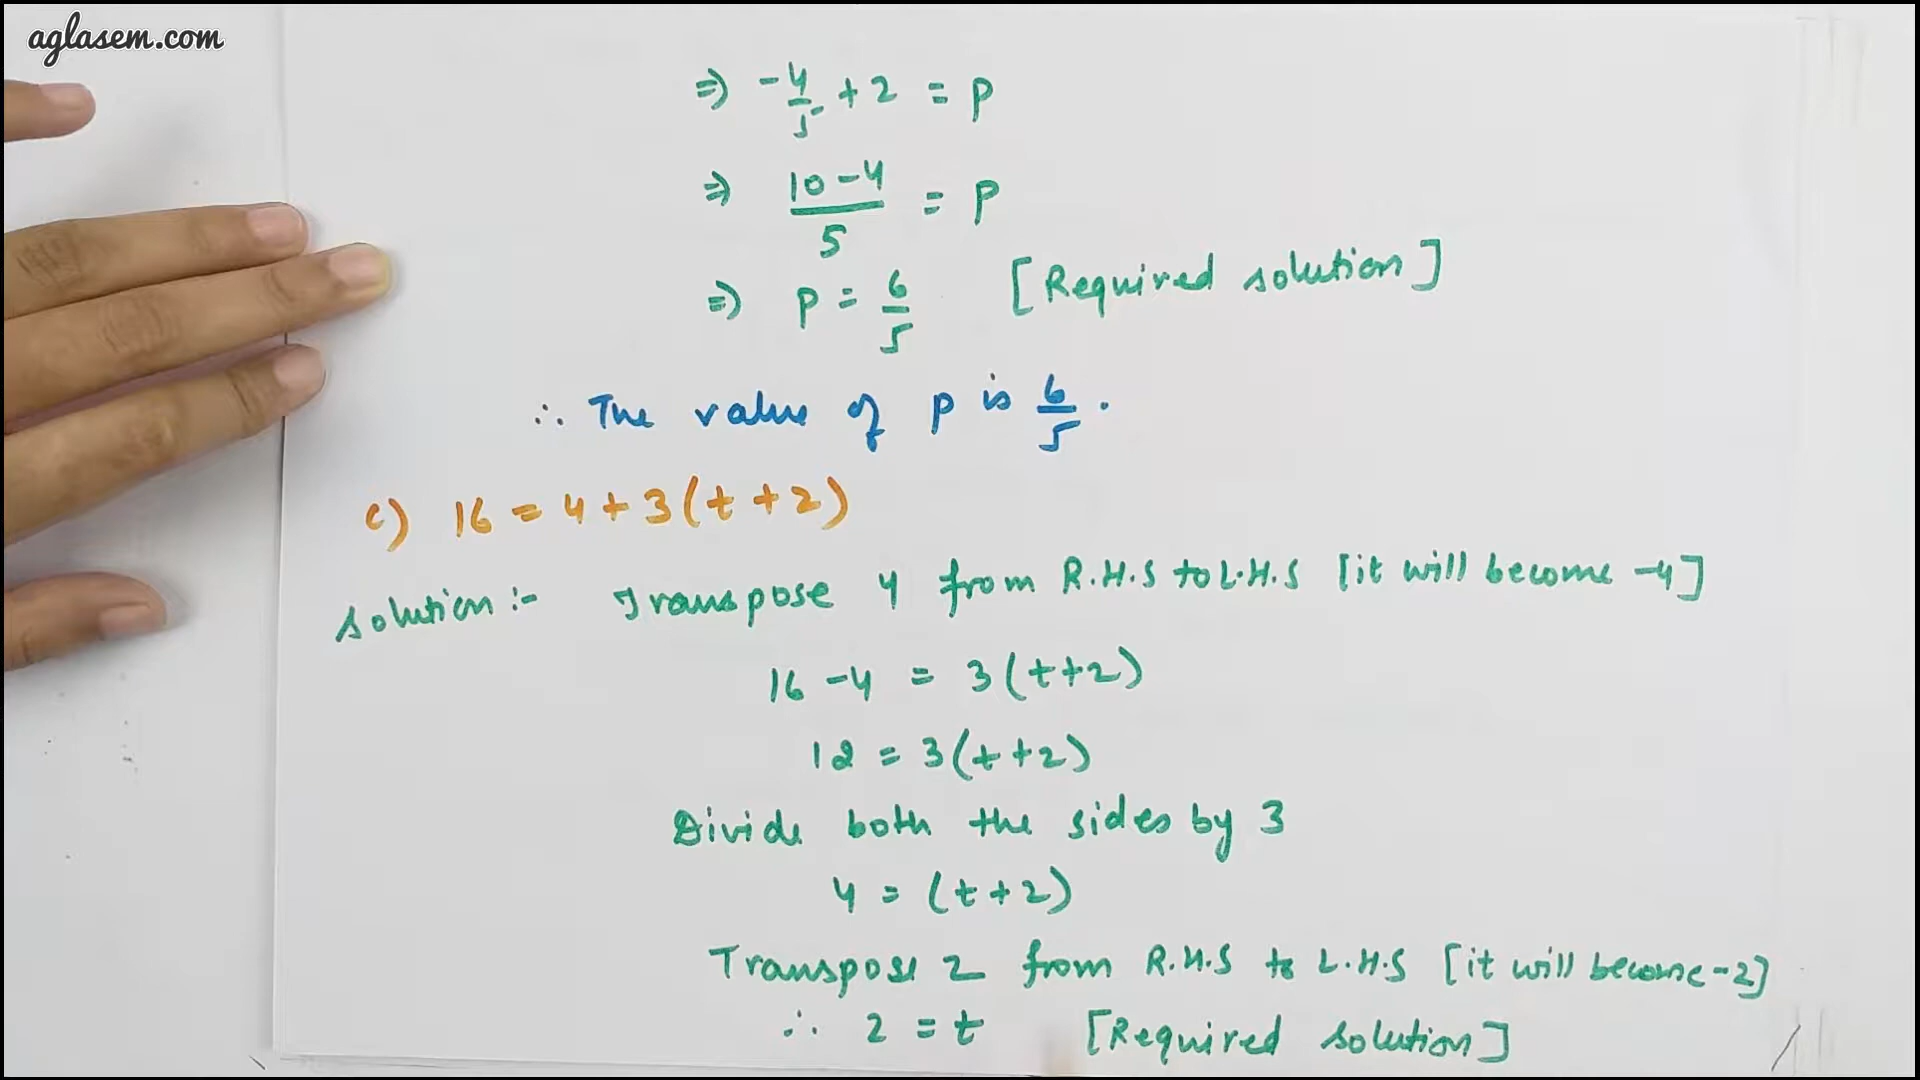 aglasem.com
⇒ -4/5 + 2 = p
⇒ 10-4/5 = p
⇒ p = 6/5 [Required solution]
∴ The value of p is 6/5.
c) 16 = 4+3(t+2)
Solution:- Transpose 4 from R.H.S to L.H.S [it will become -4]
16-4 = 3(t+2)
12 = 3(t+2)
Divide both the sides by 3
4 = (t+2)
Transpose 2 from R.H.S to L.H.S [it will become -2]
∴ 2 = t [Required solution]